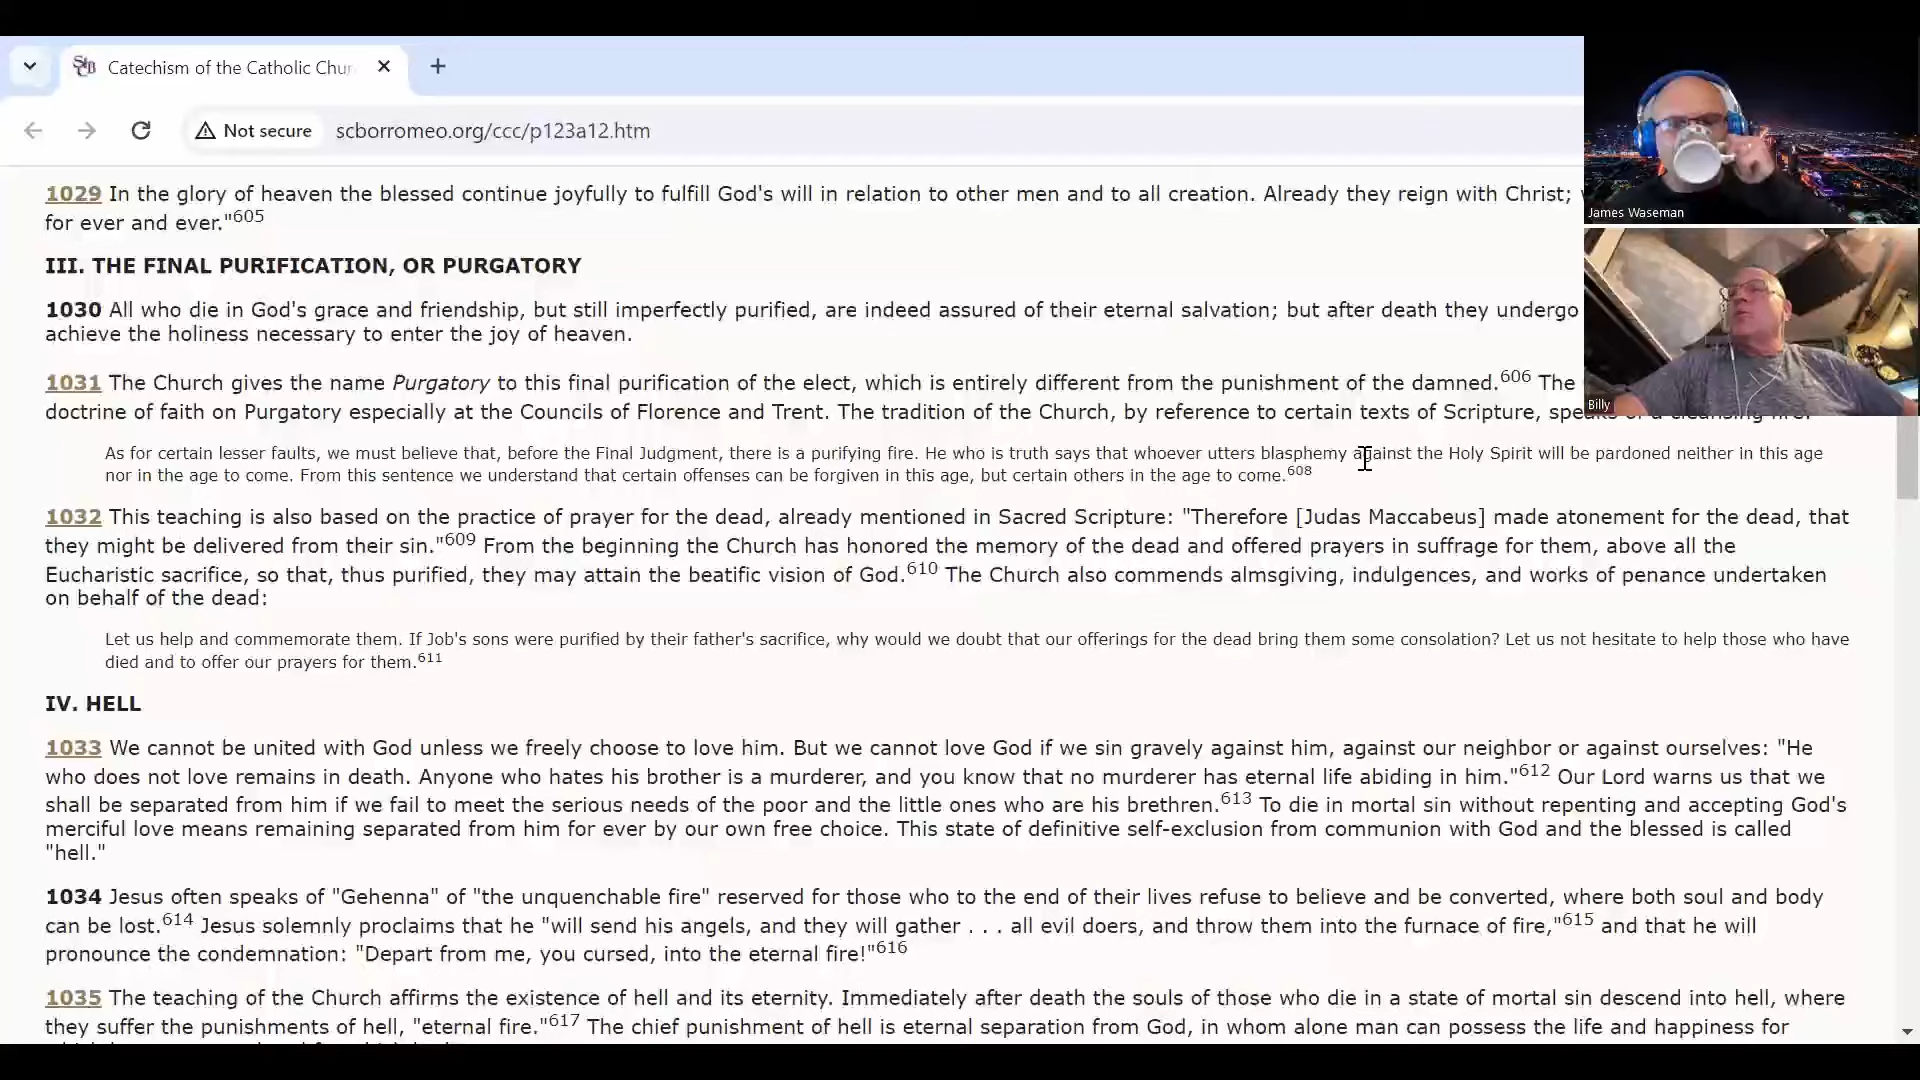 Catechism of the Catholic Chur
Not secure
scborromeo.org/ccc/p123a12.htm
1029 In the glory of heaven the blessed continue joyfully to fulfill God's will in relation to other men and to all creation. Already they reign with Christ;
for ever and ever."605
III. THE FINAL PURIFICATION, OR PURGATORY
1030 All who die in God's grace and friendship, but still imperfectly purified, are indeed assured of their eternal salvation; but after death they undergo
achieve the holiness necessary to enter the joy of heaven.
1031 The Church gives the name Purgatory to this final purification of the elect, which is entirely different from the punishment of the damned.606 The
doctrine of faith on Purgatory especially at the Councils of Florence and Trent. The tradition of the Church, by reference to certain texts of Scripture,
As for certain lesser faults, we must believe that, before the Final Judgment, there is a purifying fire. He who is truth says that whoever utters blasphemy against the Holy Spirit will be pardoned neither in this age
nor in the age to come. From this sentence we understand that certain offenses can be forgiven in this age, but certain others in the age to come.608
1032 This teaching is also based on the practice of prayer for the dead, already mentioned in Sacred Scripture: "Therefore [Judas Maccabeus] made atonement for the dead, that
they might be delivered from their sin."609 From the beginning the Church has honored the memory of the dead and offered prayers in suffrage for them, above all the
Eucharistic sacrifice, so that, thus purified, they may attain the beatific vision of God.610 The Church also commends almsgiving, indulgences, and works of penance undertaken
on behalf of the dead:
Let us help and commemorate them. If Job's sons were purified by their father's sacrifice, why would we doubt that our offerings for the dead bring them some consolation? Let us not hesitate to help those who have
died and to offer our prayers for them.611
IV. HELL
1033 We cannot be united with God unless we freely choose to love him. But we cannot love God if we sin gravely against him, against our neighbor or against ourselves: "He
who does not love remains in death. Anyone who hates his brother is a murderer, and you know that no murderer has eternal life abiding in him."612 Our Lord warns us that we
shall be separated from him if we fail to meet the serious needs of the poor and the little ones who are his brethren.613 To die in mortal sin without repenting and accepting God's
merciful love means remaining separated from him for ever by our own free choice. This state of definitive self-exclusion from communion with God and the blessed is called
"hell."
1034 Jesus often speaks of "Gehenna" of "the unquenchable fire" reserved for those who to the end of their lives refuse to believe and be converted, where both soul and body
can be lost.614 Jesus solemnly proclaims that he "will send his angels, and they will gather . . . all evil doers, and throw them into the furnace of fire,"615 and that he will
pronounce the condemnation: "Depart from me, you cursed, into the eternal fire!"616
1035 The teaching of the Church affirms the existence of hell and its eternity. Immediately after death the souls of those who die in a state of mortal sin descend into hell, where
they suffer the punishments of hell, "eternal fire."617 The chief punishment of hell is eternal separation from God, in whom alone man can possess the life and happiness for
James Waseman
Billy